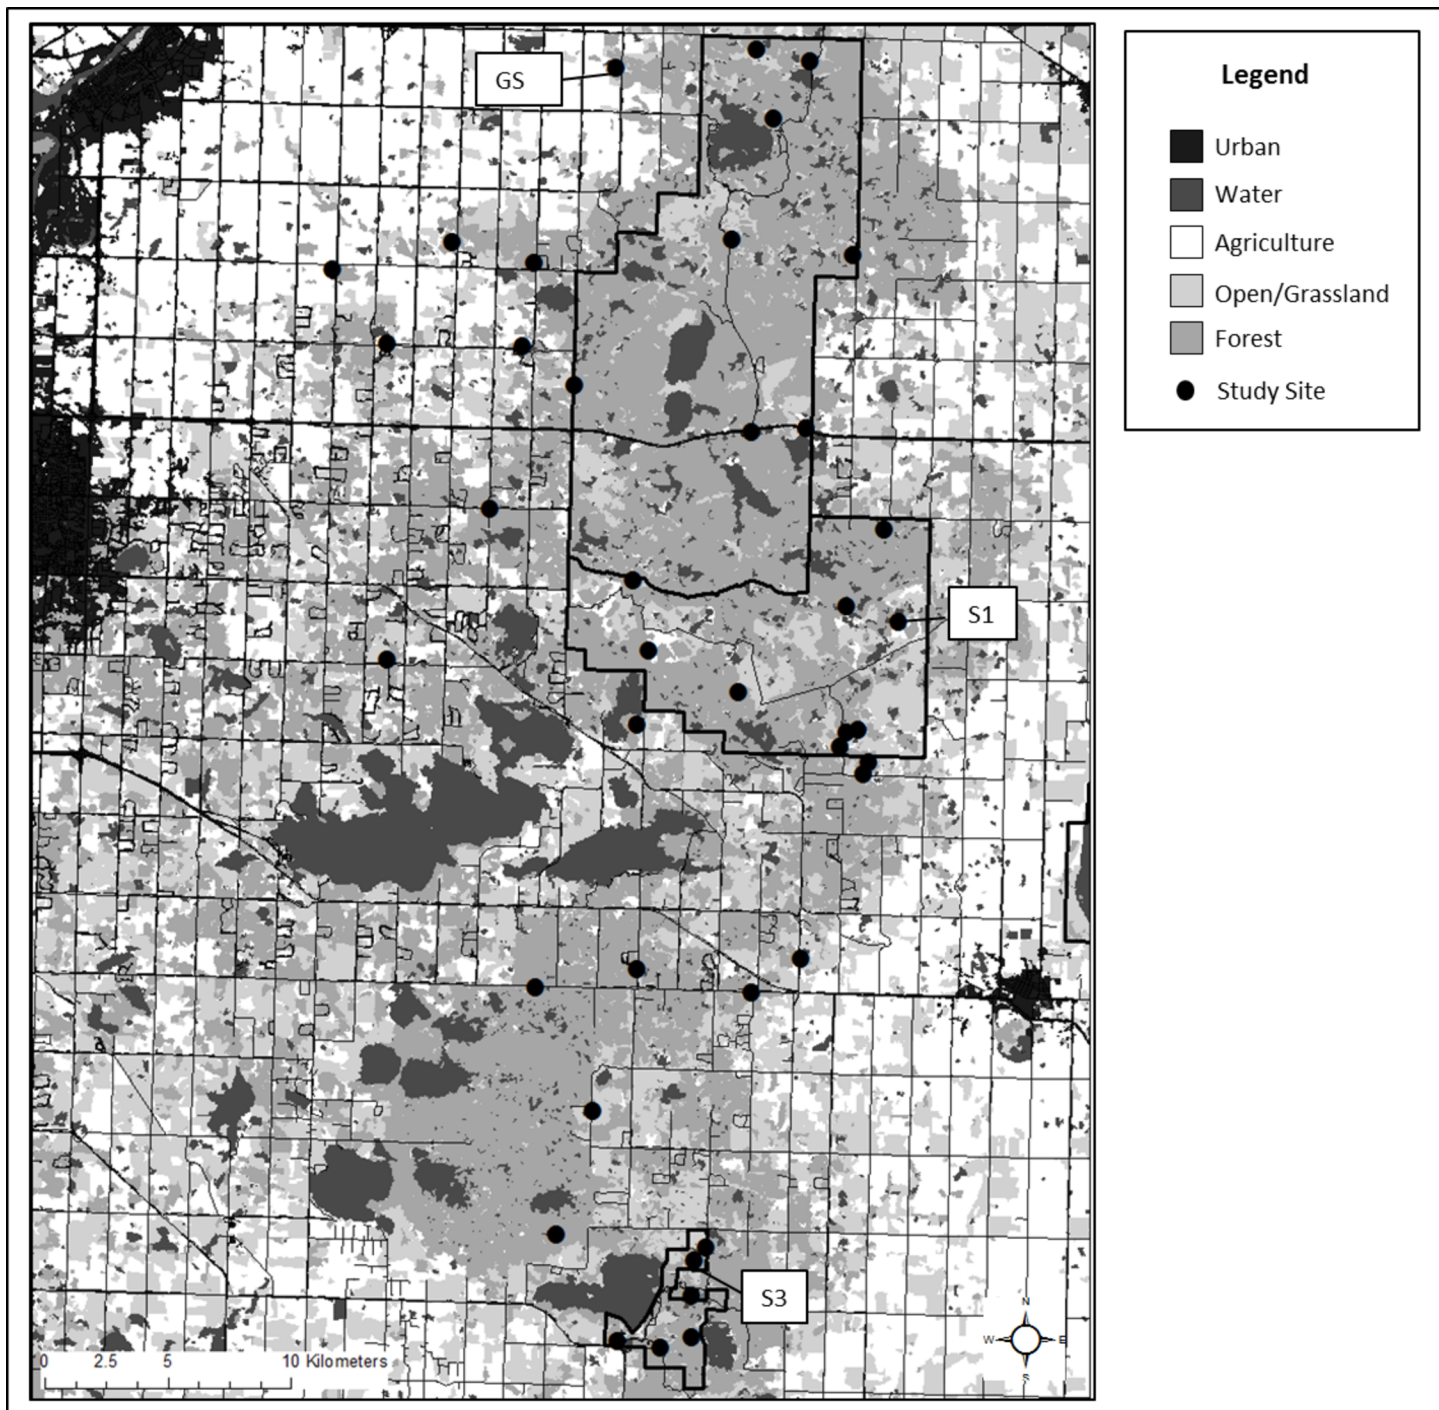 GS
S1
S3
0 2.5 5 10 Kilometers
N
W E
S
Legend
Urban
Water
Agriculture
Open/Grassland
Forest
Study Site